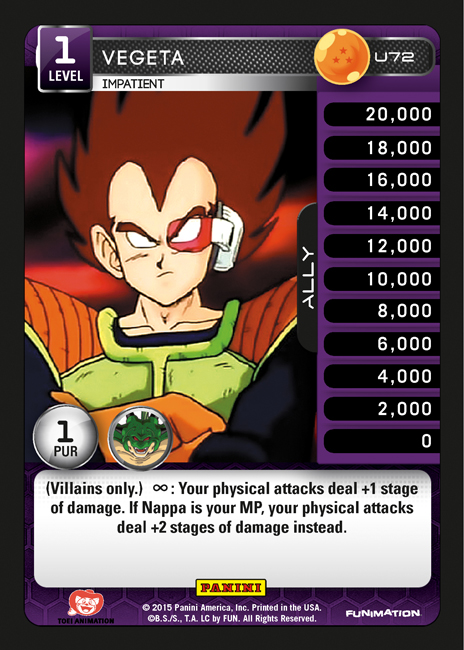 1
LEVEL
VEGETA
IMPATIENT
U72
20,000
18,000
16,000
14,000
12,000
10,000
8,000
6,000
4,000
2,000
0
ALLY
1
PUR
(Villains only.) ∞: Your physical attacks deal +1 stage
of damage. If Nappa is your MP, your physical attacks
deal +2 stages of damage instead.
PANINI
TOEI ANIMATION
© 2015 Panini America, Inc. Printed in the USA.
©B.S./S., T.A. LC by FUN. All Rights Reserved.
FUNIMATION